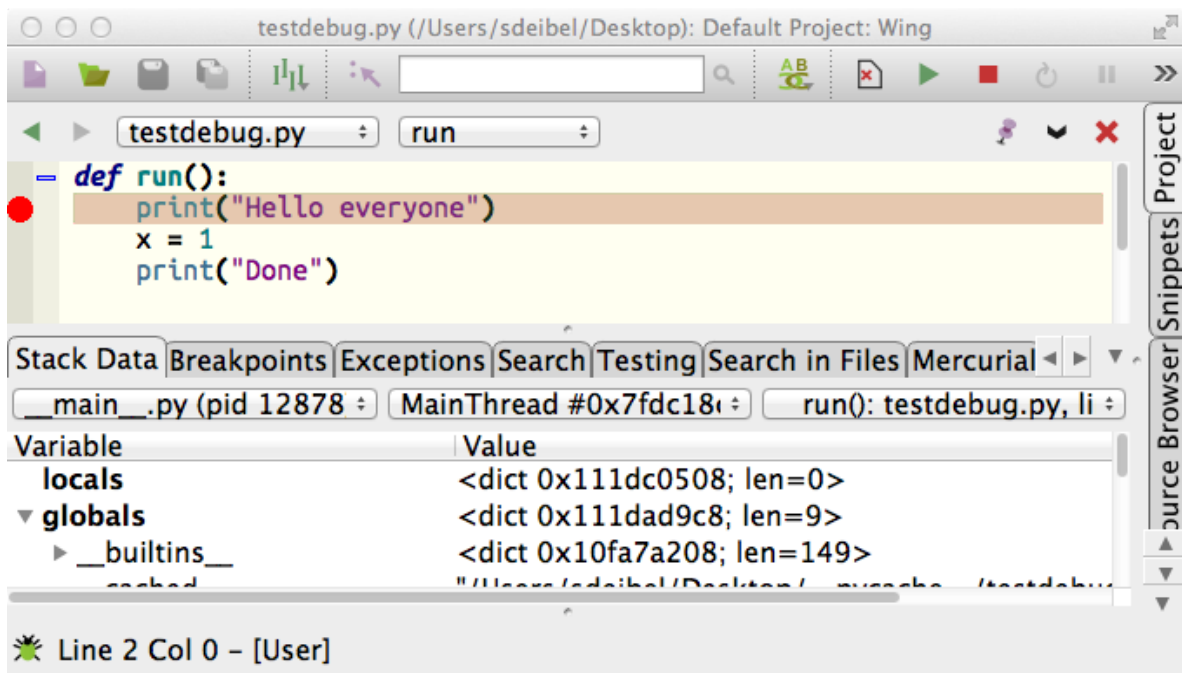 testdebug.py (/Users/sdeibel/Desktop): Default Project: Wing
testdebug.py run
def run():
print("Hello everyone")
x = 1
print("Done")
Project
Snippets
Browser
Stack Data Breakpoints Exceptions Search Testing Search in Files Mercurial
__main__.py (pid 12878 MainThread #0x7fdc18 run(): testdebug.py, li
Variable Value
locals <dict 0x111dc0508; len=0>
globals <dict 0x111dad9c8; len=9>
__builtins__ <dict 0x10fa7a208; len=149>
Line 2 Col 0 – [User]